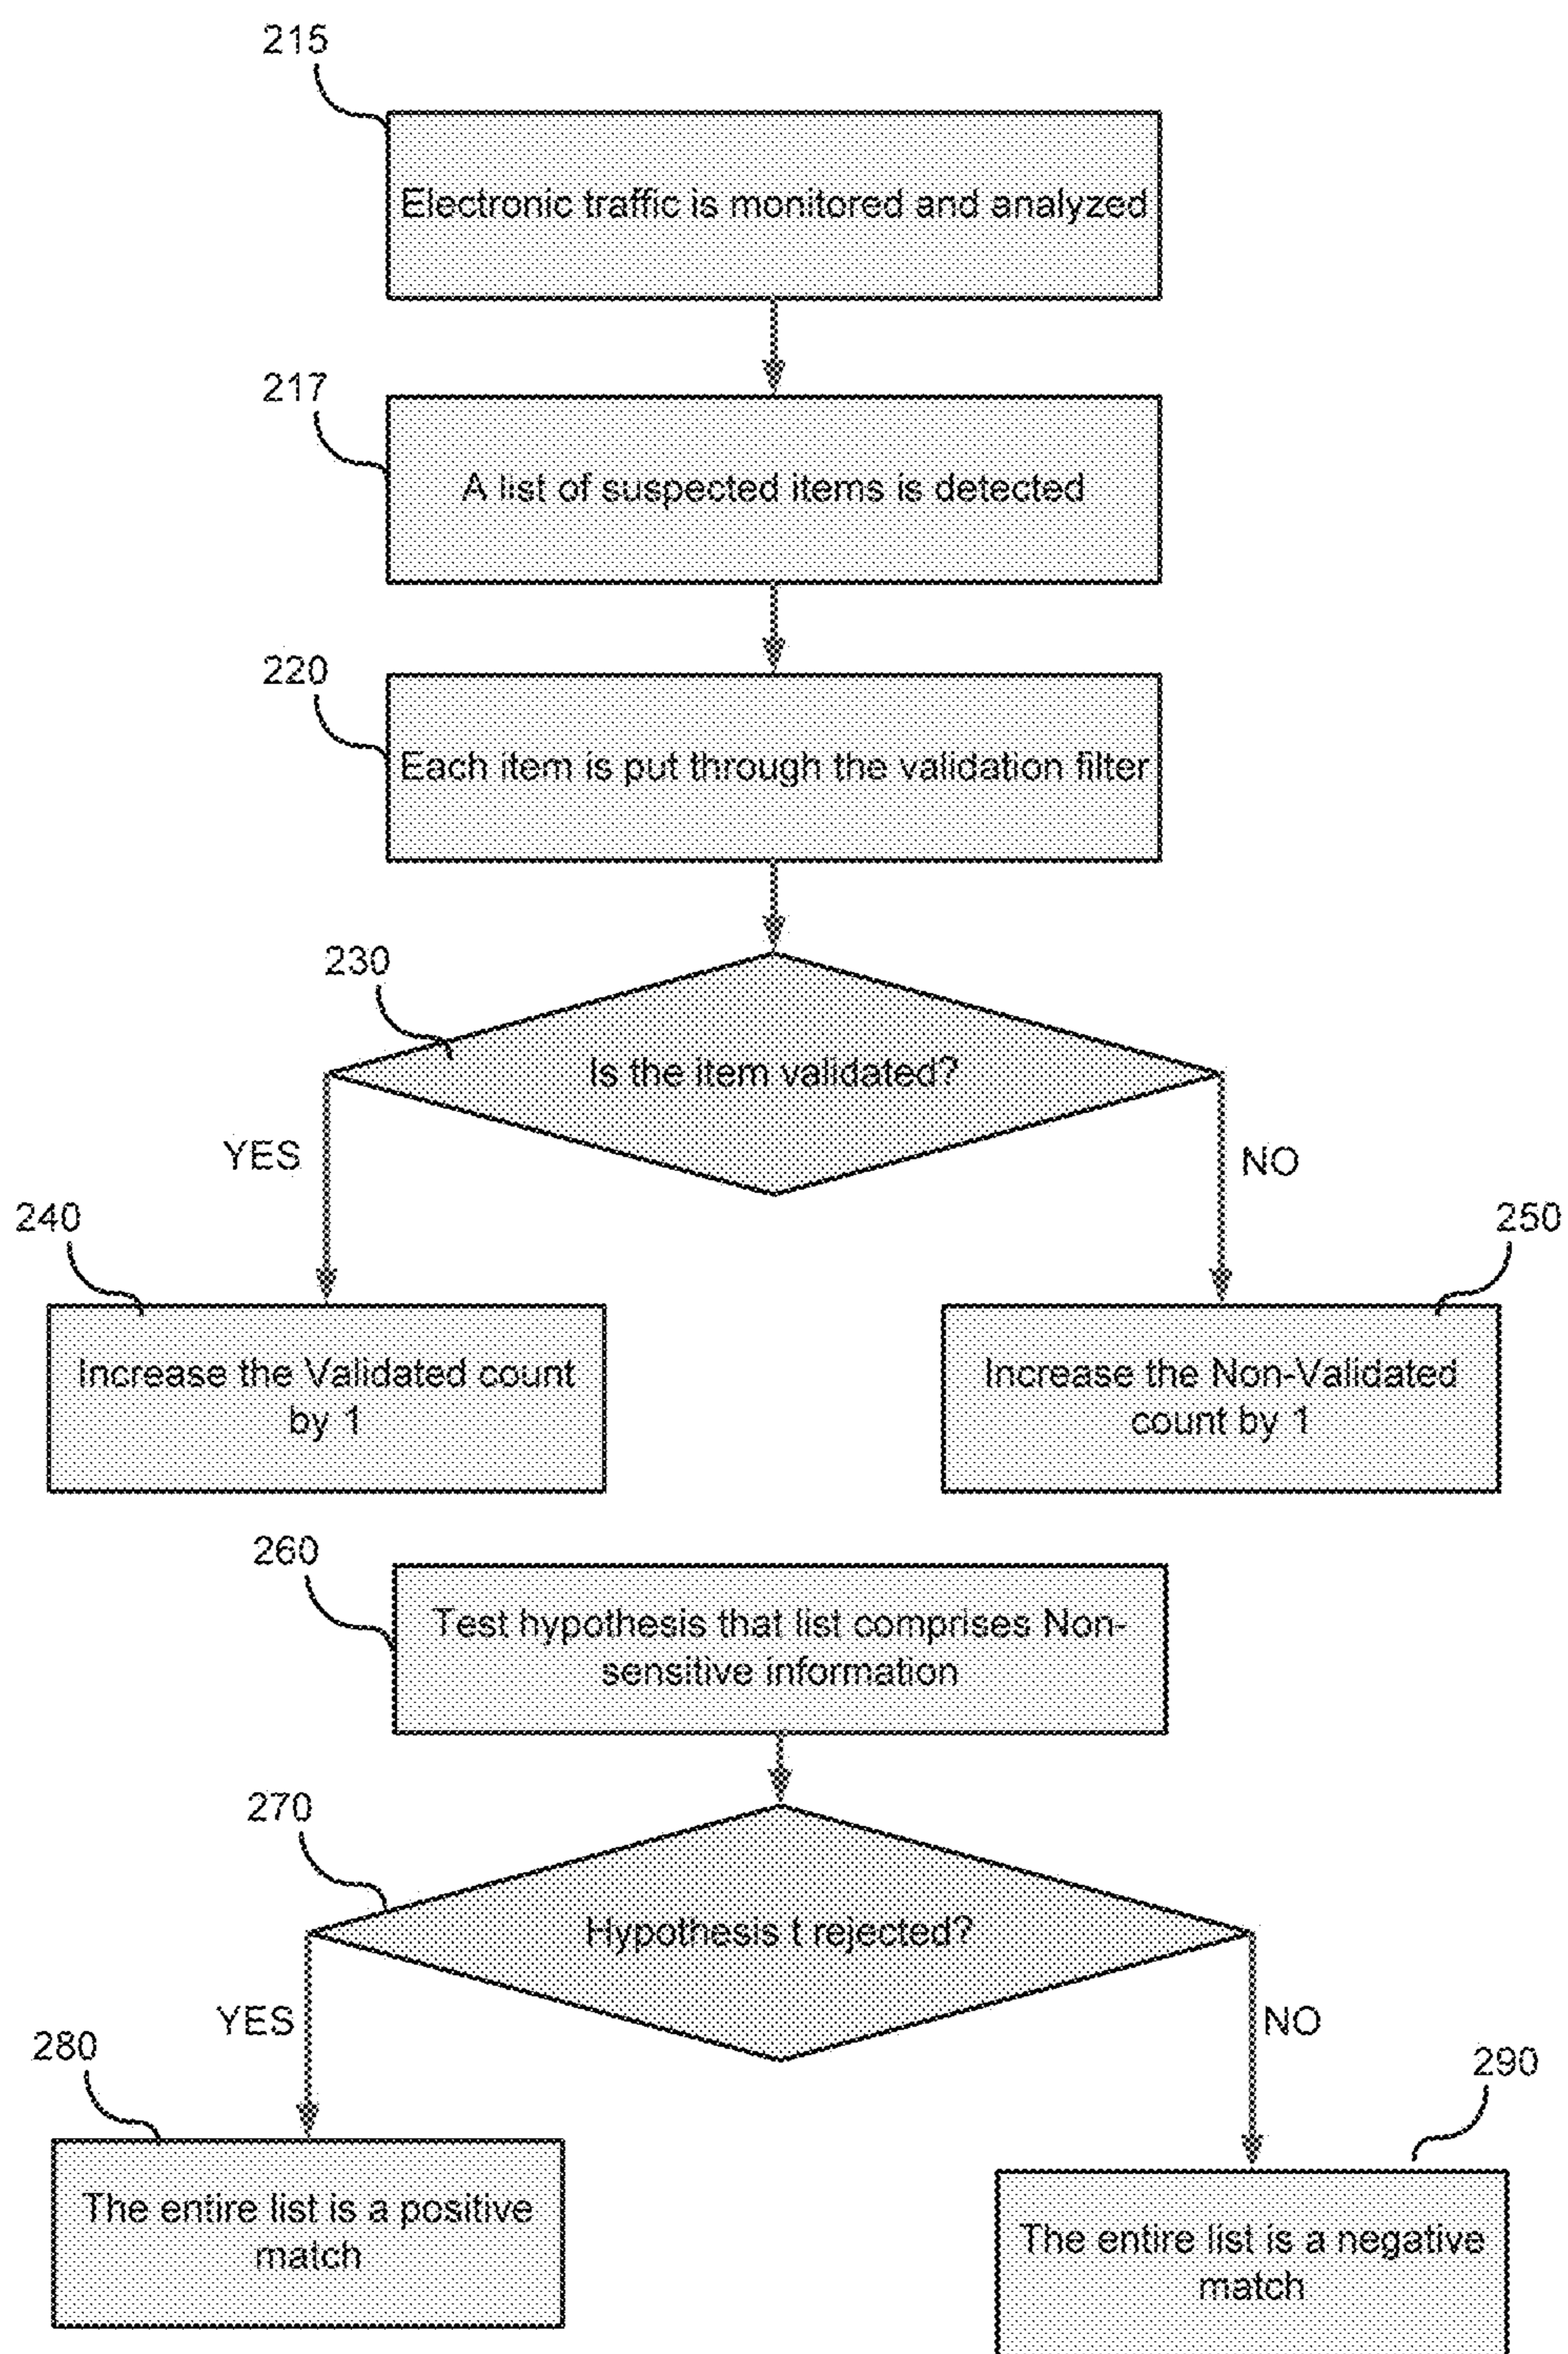 215
Electronic traffic is monitored and analyzed
217
A list of suspected items is detected
220
Each item is put through the validation filter
230
Is the item validated?
YES
NO
240
250
Increase the Validated count
by 1
Increase the Non-Validated
count by 1
260
Test hypothesis that list comprises Non-
sensitive information
270
Hypothesis t rejected?
YES
NO
280
290
The entire list is a positive
match
The entire list is a negative
match